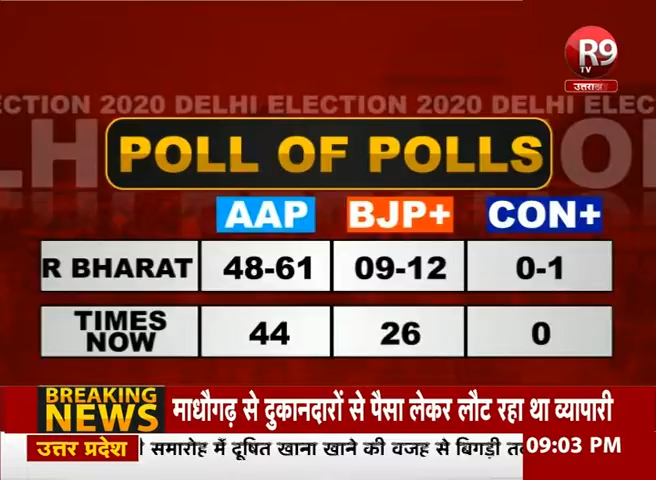 R9
TV
उत्तराखंड
ECTION 2020 DELHI ELECTION 2020 DELHI ELEC
POLL OF POLLS
AAP BJP+ CON+
R BHARAT 48-61 09-12 0-1
TIMES NOW 44 26 0
BREAKING NEWS
माधौगढ़ से दुकानदारों से पैसा लेकर लौट रहा था व्यापारी
उत्तर प्रदेश
समारोह में दूषित खाना खाने की वजह से बिगड़ी
09:03 PM